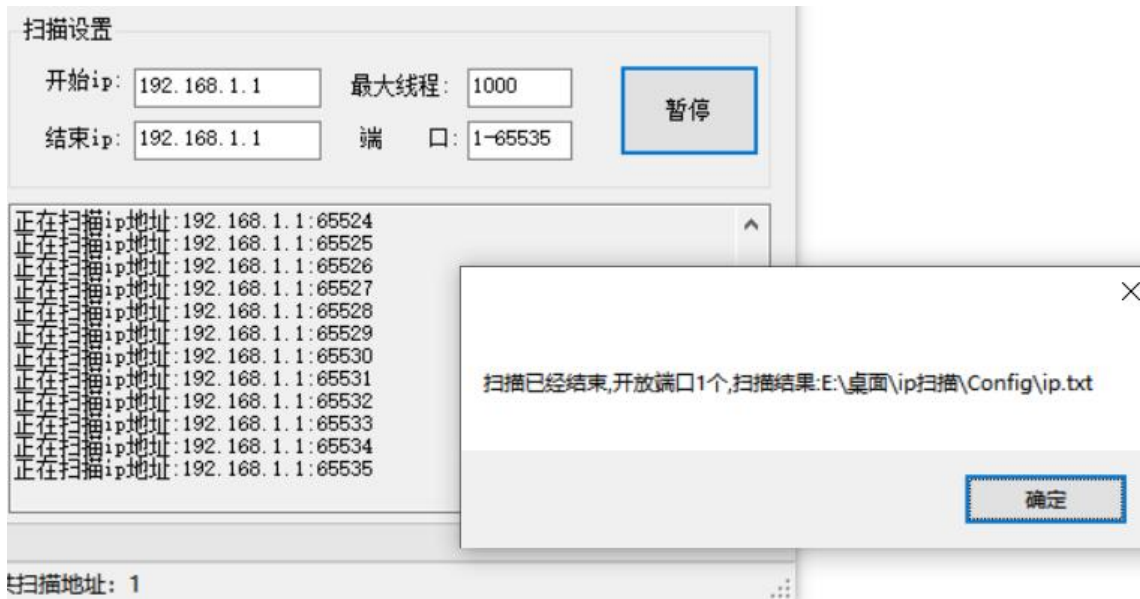 扫描设置
开始ip: 192.168.1.1 最大线程: 1000
暂停
结束ip: 192.168.1.1 端 口: 1-65535
正在扫描ip地址:192.168.1.1:65524
正在扫描ip地址:192.168.1.1:65525
正在扫描ip地址:192.168.1.1:65526
正在扫描ip地址:192.168.1.1:65527
正在扫描ip地址:192.168.1.1:65528
正在扫描ip地址:192.168.1.1:65529
正在扫描ip地址:192.168.1.1:65530
正在扫描ip地址:192.168.1.1:65531
正在扫描ip地址:192.168.1.1:65532
正在扫描ip地址:192.168.1.1:65533
正在扫描ip地址:192.168.1.1:65534
正在扫描ip地址:192.168.1.1:65535
扫描已经结束,开放端口1个,扫描结果:E:\桌面\ip扫描\Config\ip.txt
确定
扫描地址: 1